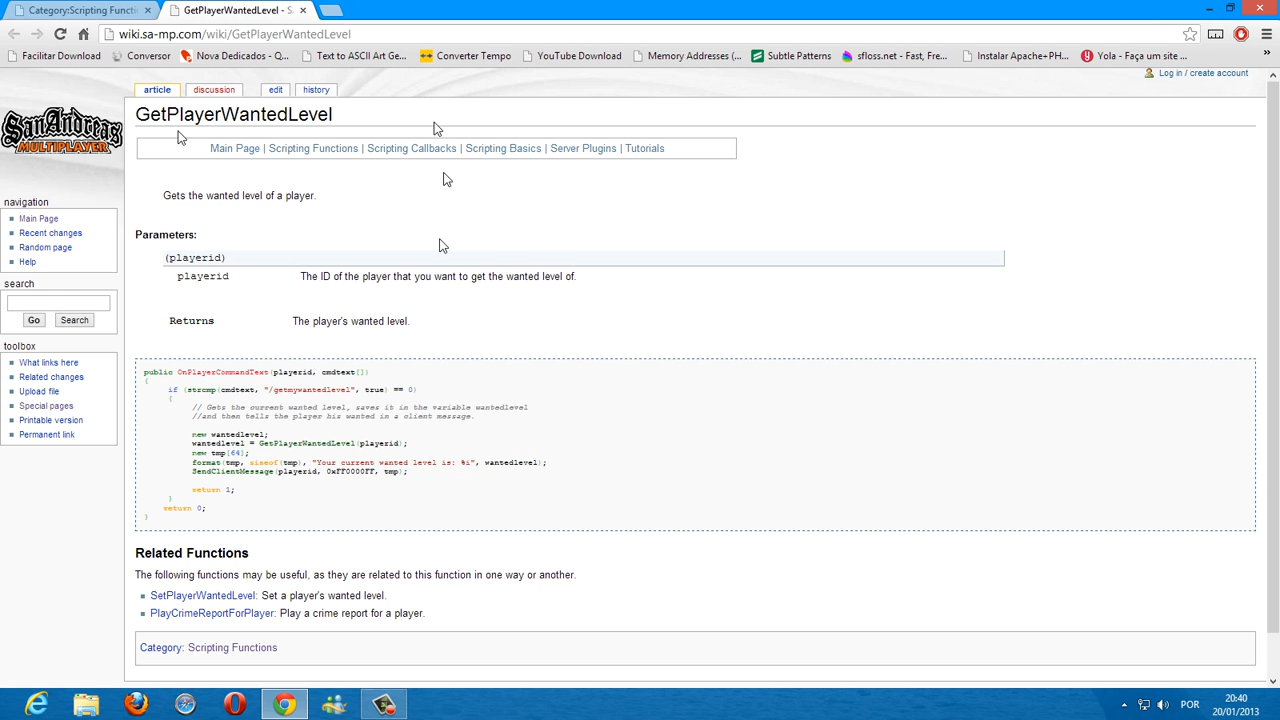 Category:Scripting Functi
GetPlayerWantedLevel - S
wiki.sa-mp.com/wiki/GetPlayerWantedLevel
Facilitar Download
Conversor
Nova Dedicados - Q...
Text to ASCII Art Ge...
Converter Tempo
YouTube Download
Memory Addresses (...
Subtle Patterns
sfloss.net - Fast, Fre...
Instalar Apache+PH...
Yola - Faça um site ...
»
Log in / create account
article
discussion
edit
history
SanAndreas
MULTIPLAYER
GetPlayerWantedLevel
Main Page | Scripting Functions | Scripting Callbacks | Scripting Basics | Server Plugins | Tutorials
navigation
Main Page
Recent changes
Random page
Help
search
Go
Search
toolbox
What links here
Related changes
Upload file
Special pages
Printable version
Permanent link
Gets the wanted level of a player.
Parameters:
(playerid)
playerid The ID of the player that you want to get the wanted level of.
Returns The player's wanted level.
public OnPlayerCommandText(playerid, cmdtext[])
{
if (strcmp(cmdtext, "/getmywantedlevel", true) == 0)
{
// Gets the current wanted level, saves it in the variable wantedlevel
//and then tells the player his wanted in a client message.
new wantedlevel;
wantedlevel = GetPlayerWantedLevel(playerid);
new tmp[64];
format(tmp, sizeof(tmp), "Your current wanted level is: %i", wantedlevel);
SendClientMessage(playerid, 0xFF0000FF, tmp);
return 1;
}
return 0;
}
Related Functions
The following functions may be useful, as they are related to this function in one way or another.
SetPlayerWantedLevel: Set a player's wanted level.
PlayCrimeReportForPlayer: Play a crime report for a player.
Category: Scripting Functions
POR
20:40
20/01/2013